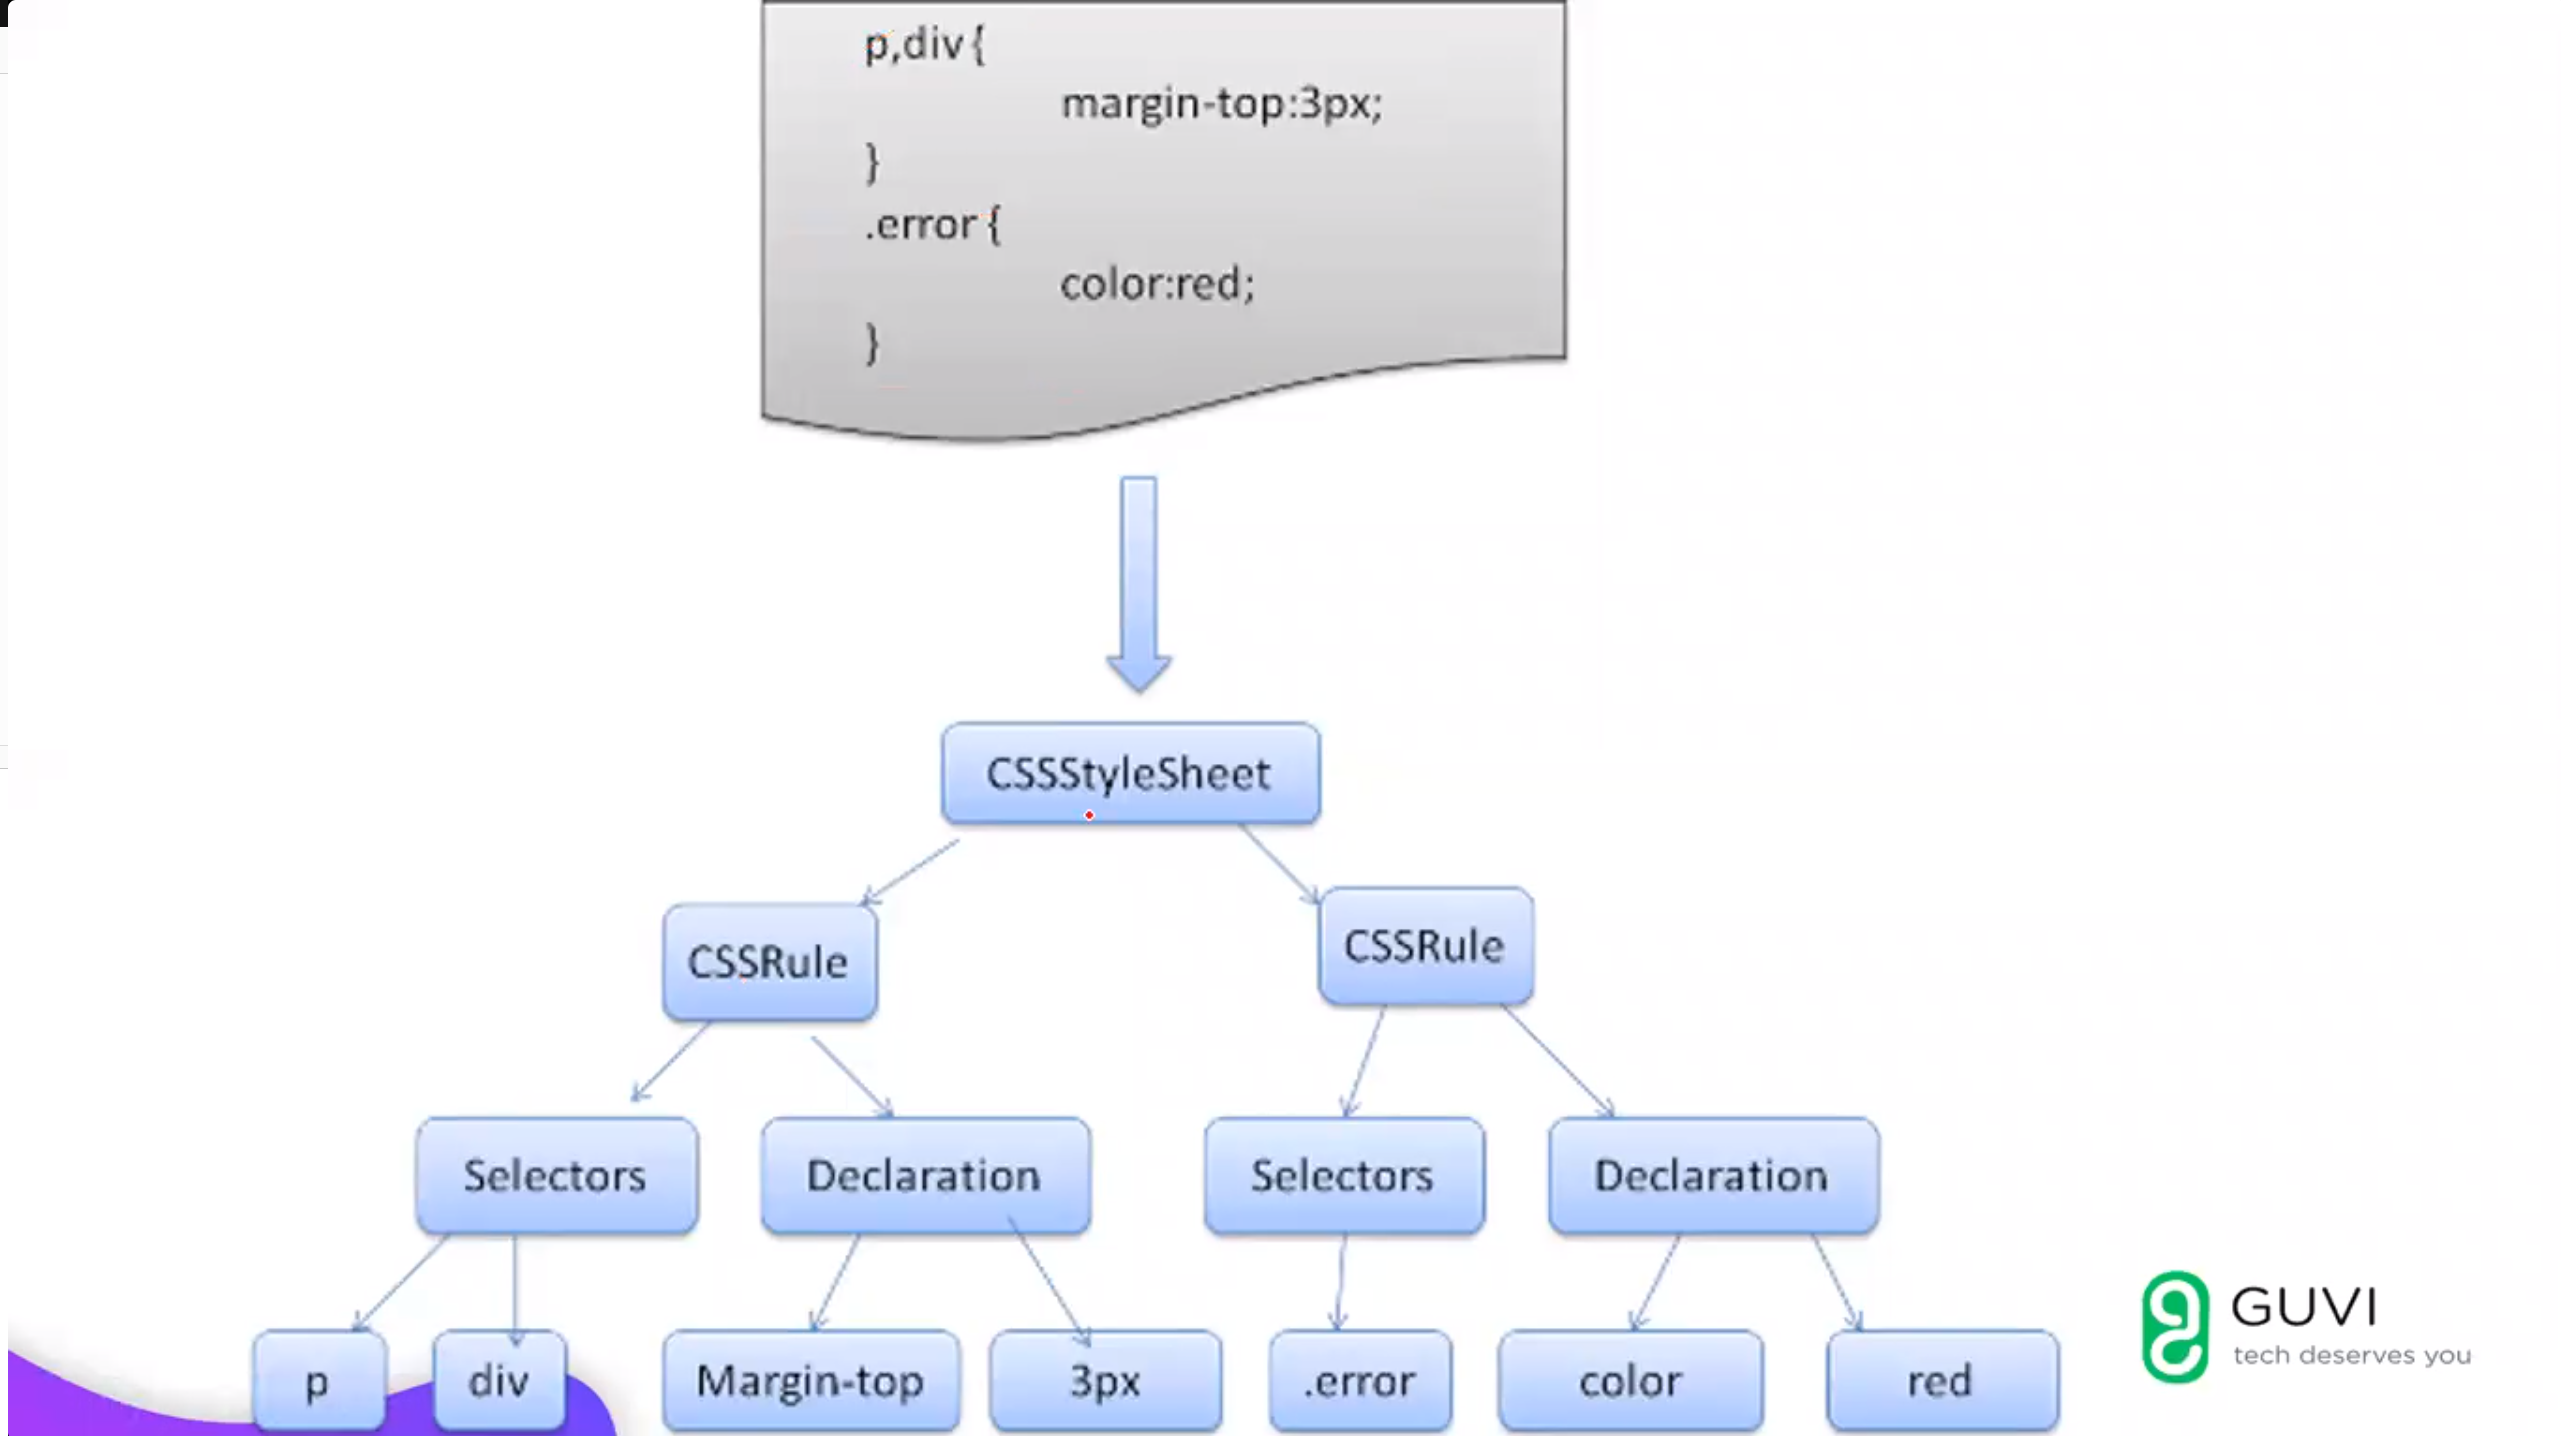 p,div {
margin-top:3px;
}
.error {
color:red;
}
CSSStyleSheet
CSSRule
CSSRule
Selectors
Declaration
Selectors
Declaration
p
div
Margin-top
3px
.error
color
red
GUVI
tech deserves you